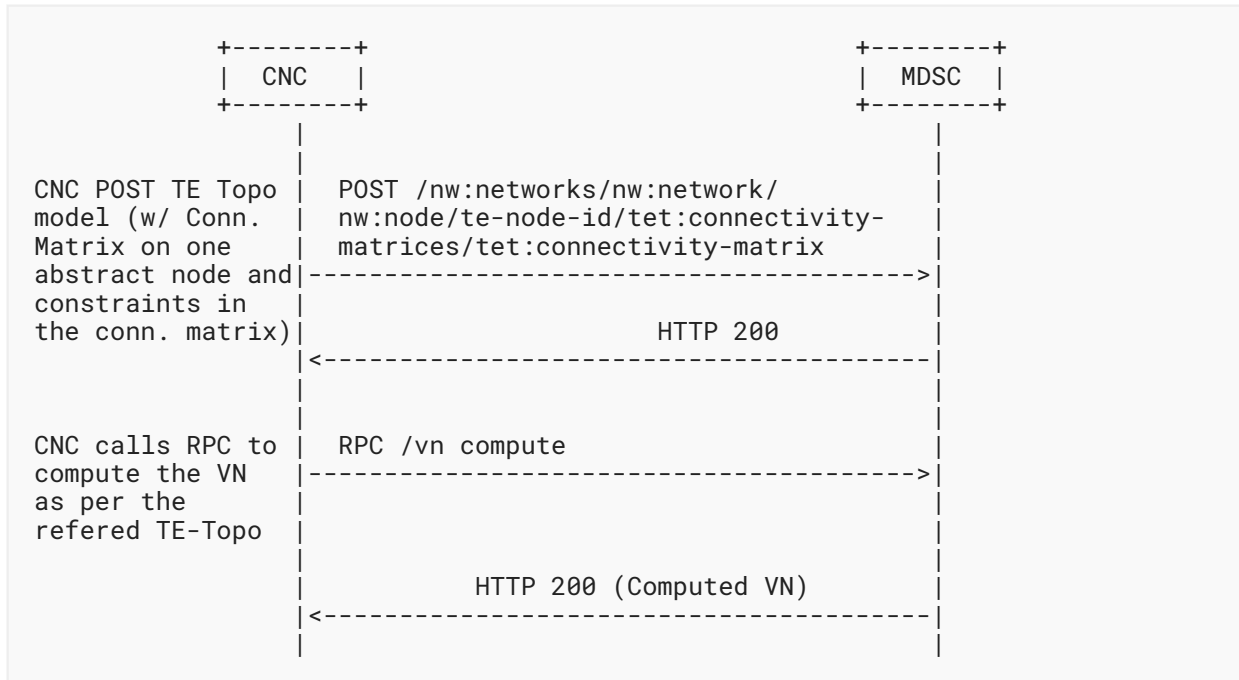 CNC MDSC
CNC POST TE Topo POST /nw:networks/nw:network/
model (w/ Conn. nw:node/te-node-id/tet:connectivity-
Matrix on one matrices/tet:connectivity-matrix
abstract node and
constraints in
the conn. matrix) HTTP 200
CNC calls RPC to RPC /vn compute
compute the VN
as per the
refered TE-Topo
HTTP 200 (Computed VN)